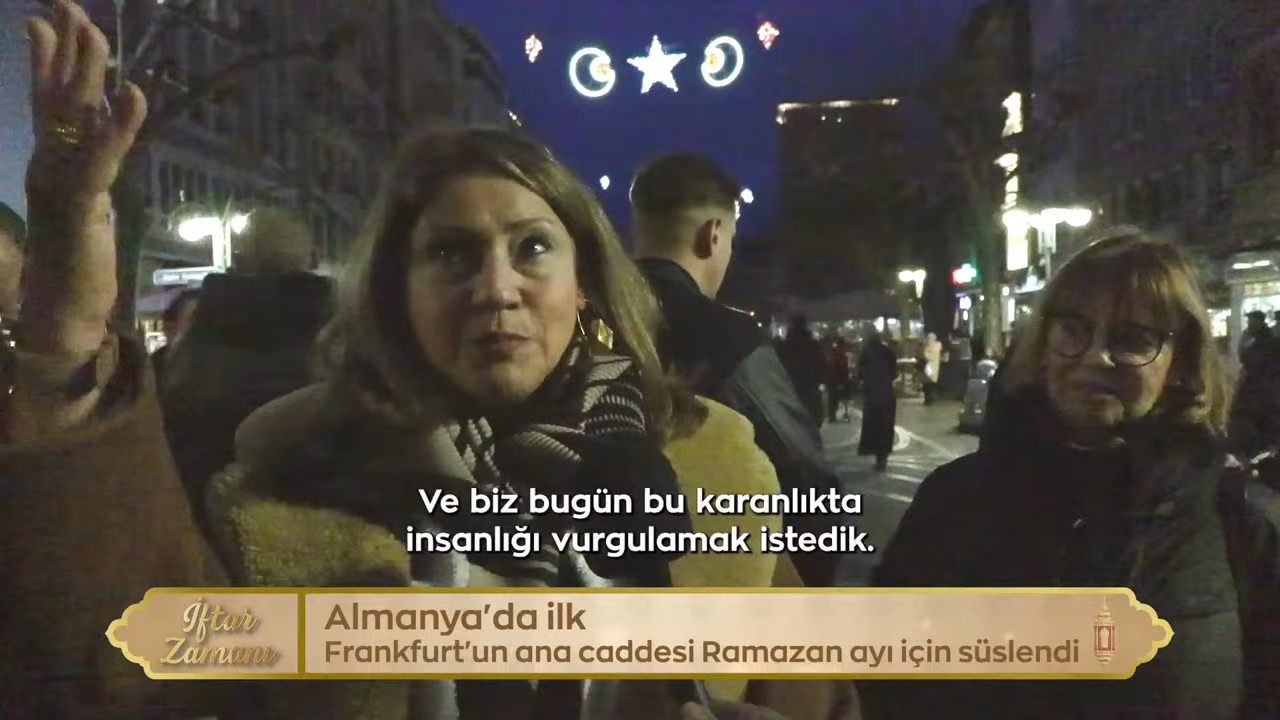 Ve biz bugün bu karanlıkta
insanlığı vurgulamak istedik.
İftar
Zamanı
Almanya'da ilk
Frankfurt'un ana caddesi Ramazan ayı için süslendi